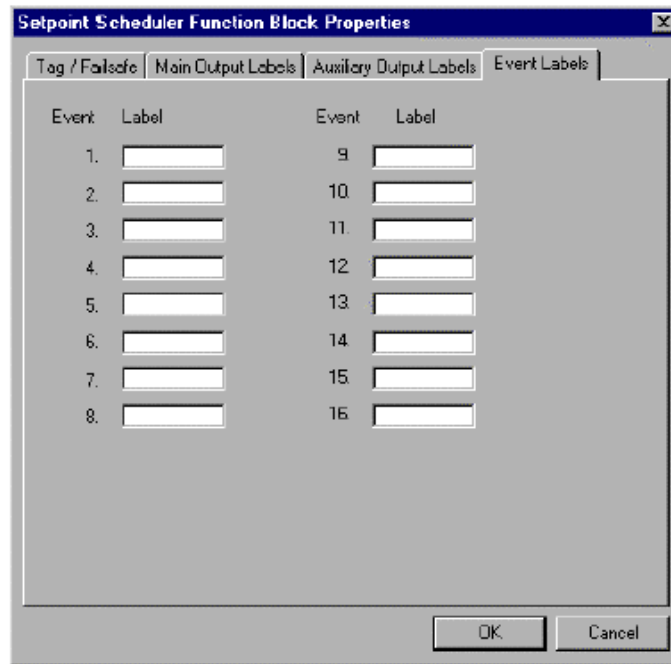 Setpoint Scheduler Function Block Properties
Tag / Failsafe Main Output Labels Auxiliary Output Labels Event Labels
Event Label Event Label
1. 9.
2. 10.
3. 11.
4. 12.
5. 13.
6. 14.
7. 15.
8. 16.
OK Cancel